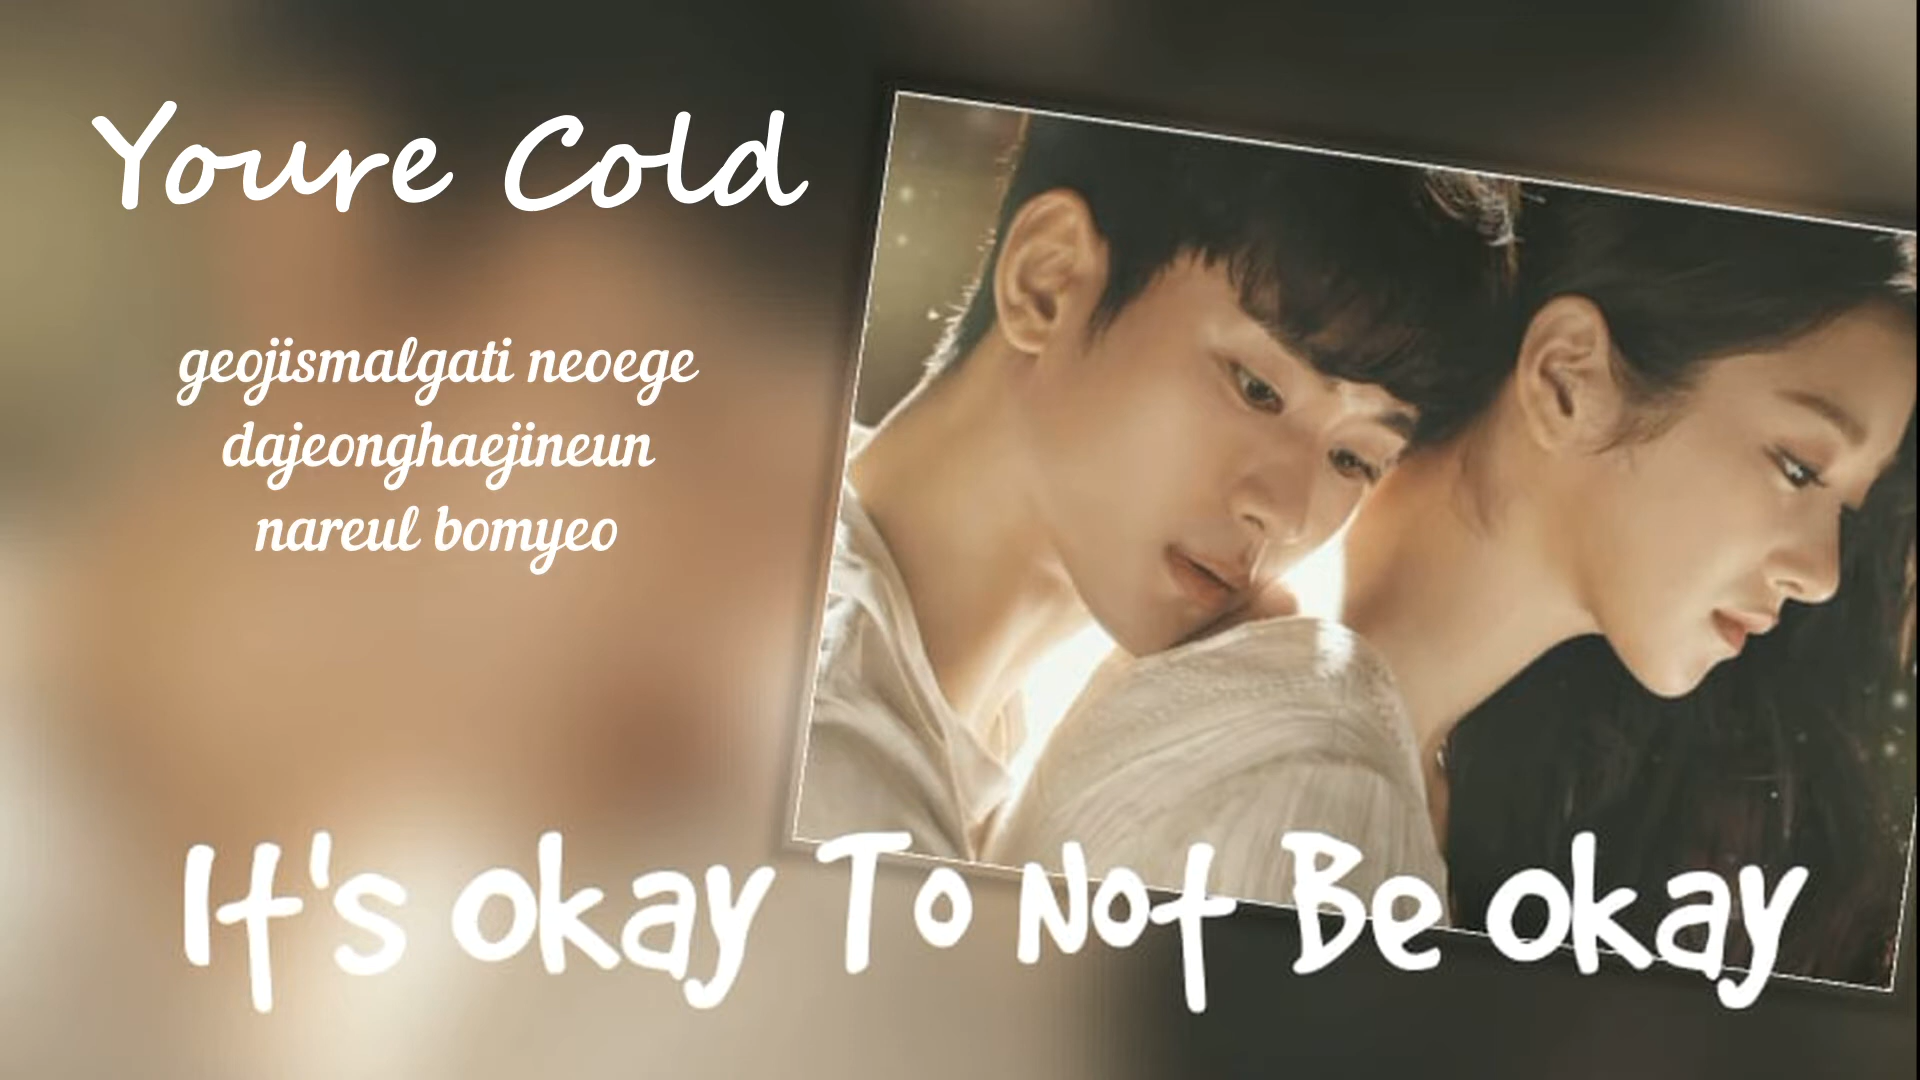 Youre Cold
geojismalgati neoege
dajeonghaejineun
nareul bomyeo
It's okay To Not Be okay